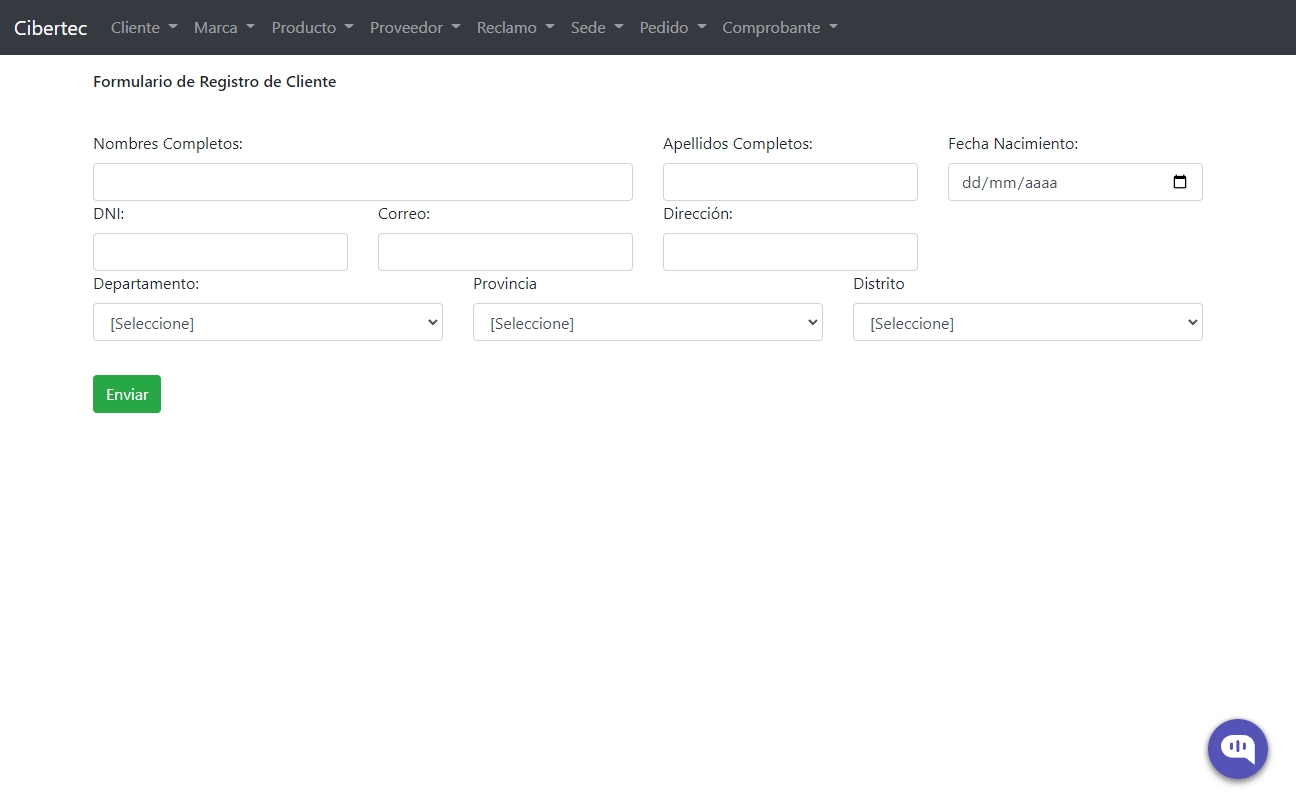 Cibertec Cliente Marca Producto Proveedor Reclamo Sede Pedido Comprobante
Formulario de Registro de Cliente
Nombres Completos: Apellidos Completos: Fecha Nacimiento:
dd/mm/aaaa
DNI: Correo: Dirección:
Departamento: Provincia Distrito
[Seleccione] [Seleccione] [Seleccione]
Enviar